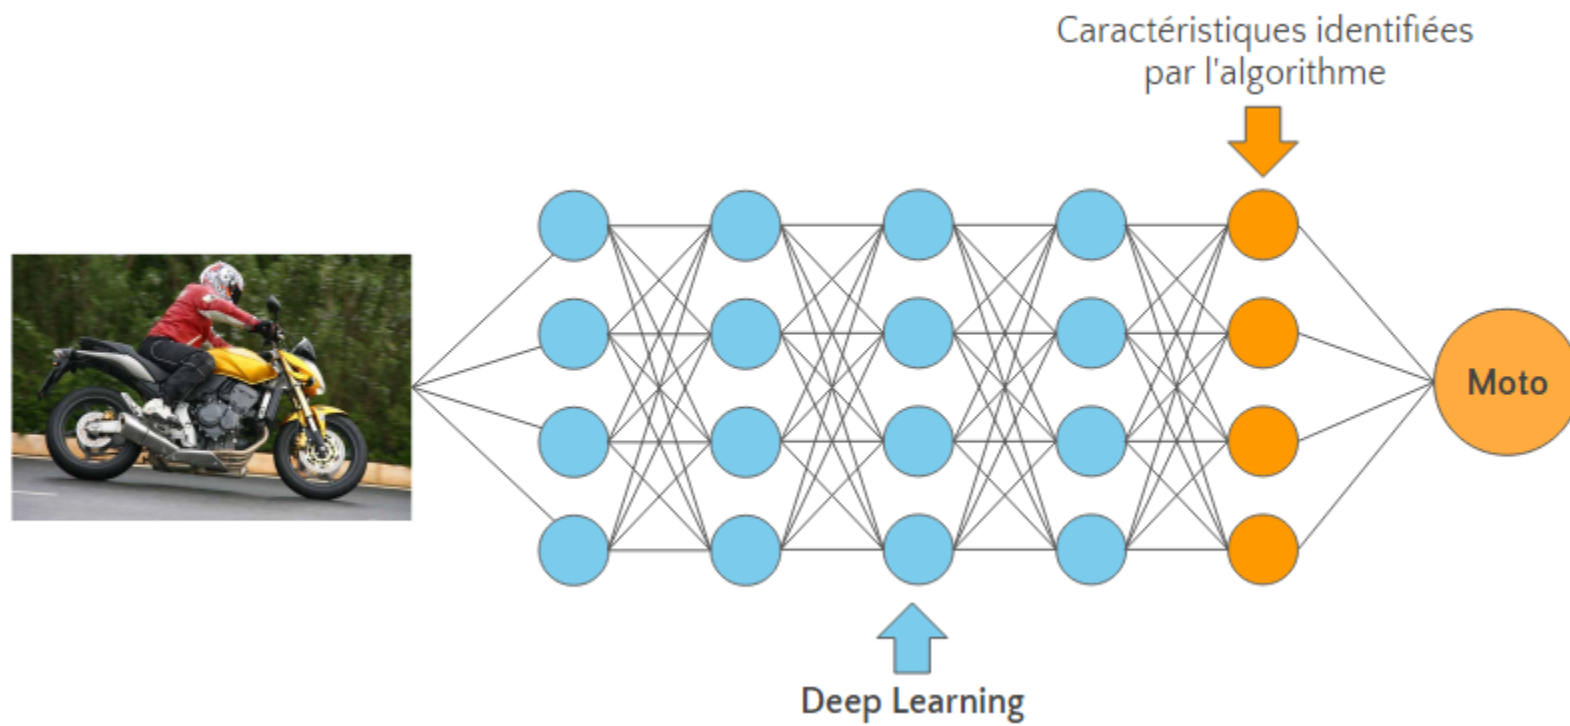 Caractéristiques identifiées
par l'algorithme
Moto
Deep Learning